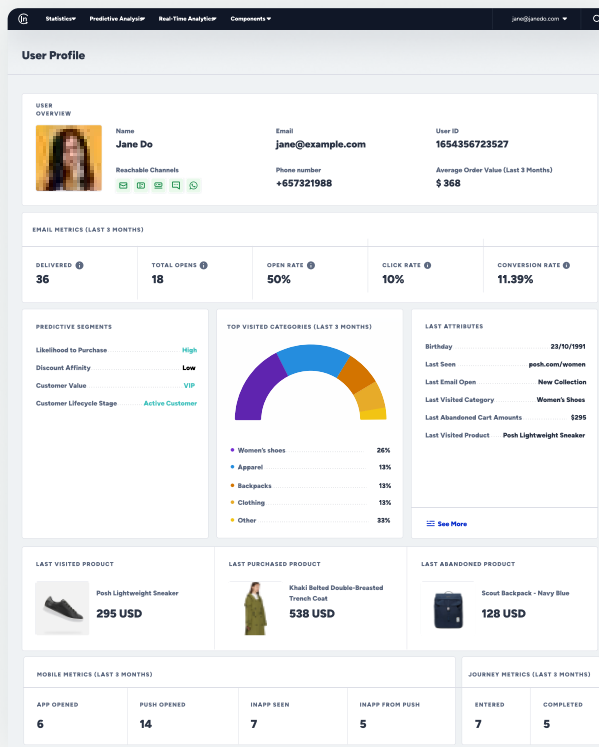 in
Statistics
Predictive Analysis
Real-Time Analytics
Components
jane@janedo.com
User Profile
USER
OVERVIEW
Name
Jane Do
Email
jane@example.com
User ID
1654356723527
Reachable Channels
Phone number
+657321988
Average Order Value (Last 3 Months)
$ 368
EMAIL METRICS (LAST 3 MONTHS)
DELIVERED
36
TOTAL OPENS
18
OPEN RATE
50%
CLICK RATE
10%
CONVERSION RATE
11.39%
PREDICTIVE SEGMENTS
Likelihood to Purchase High
Discount Affinity Low
Customer Value VIP
Customer Lifecycle Stage Active Customer
TOP VISITED CATEGORIES (LAST 3 MONTHS)
Women's shoes 26%
Apparel 13%
Backpacks 13%
Clothing 13%
Other 33%
LAST ATTRIBUTES
Birthday 23/10/1991
Last Seen posh.com/women
Last Email Open New Collection
Last Visited Category Women's Shoes
Last Abandoned Cart Amounts $295
Last Visited Product Posh Lightweight Sneaker
See More
LAST VISITED PRODUCT
Posh Lightweight Sneaker
295 USD
LAST PURCHASED PRODUCT
Khaki Belted Double-Breasted
Trench Coat
538 USD
LAST ABANDONED PRODUCT
Scout Backpack - Navy Blue
128 USD
MOBILE METRICS (LAST 3 MONTHS)
APP OPENED
6
PUSH OPENED
14
INAPP SEEN
7
INAPP FROM PUSH
5
JOURNEY METRICS (LAST 3 MONTHS)
ENTERED
7
COMPLETED
5